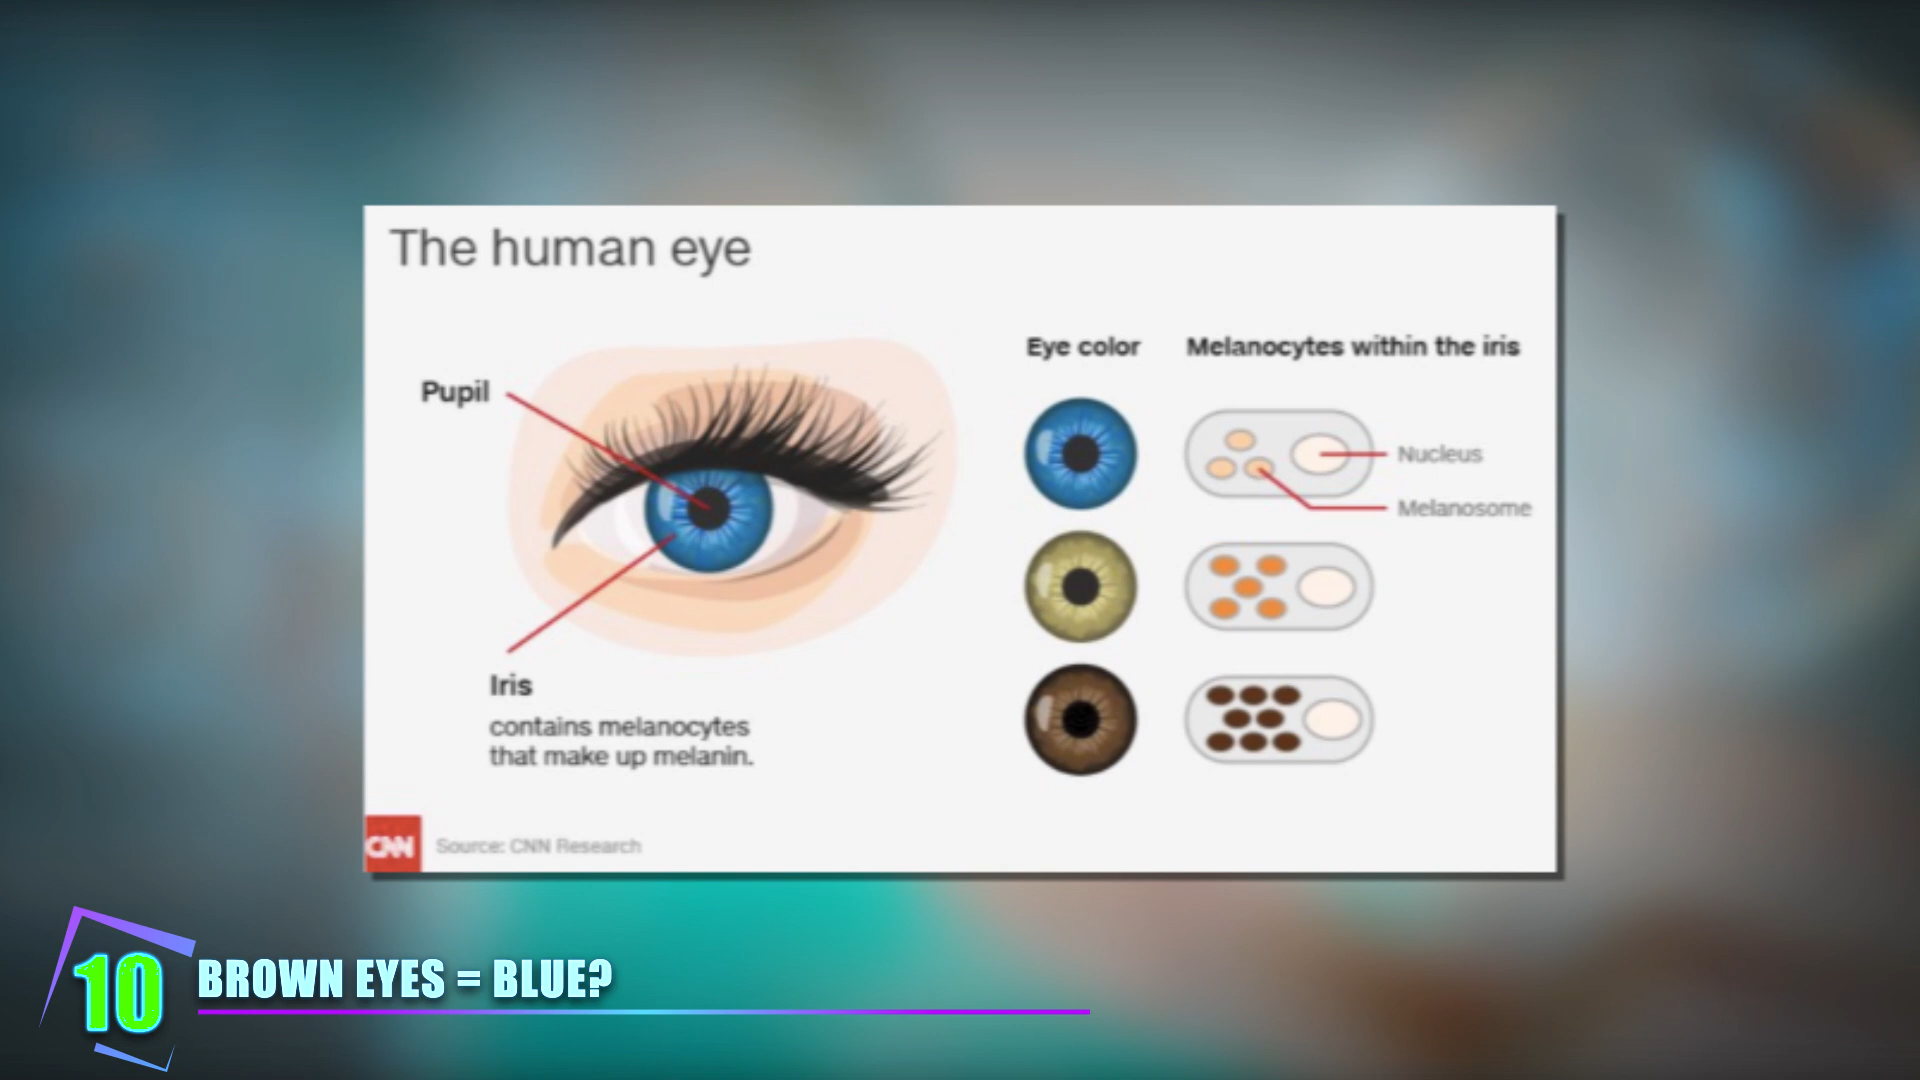 The human eye
Pupil
Iris
contains melanocytes
that make up melanin.
Eye color
Melanocytes within the iris
Nucleus
Melanosome
CNN
Source: CNN Research
10
BROWN EYES = BLUE?